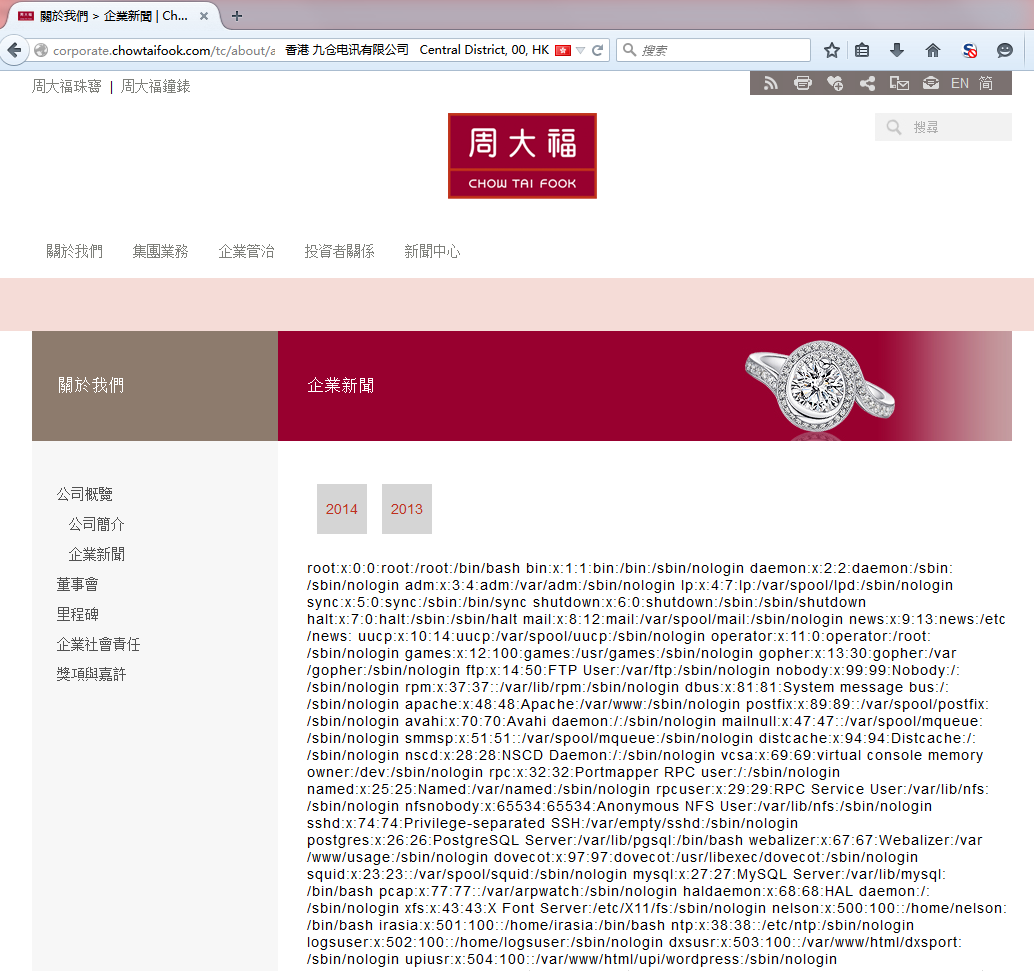 關於我們 > 企業新聞 | Ch...
corporate.chowtaifook.com/tc/about/a 香港 九仓电讯有限公司 Central District, 00, HK
搜索
周大福珠寶 | 周大福鐘錶
EN 简
周大福
CHOW TAI FOOK
搜尋
關於我們 集團業務 企業管治 投資者關係 新聞中心
關於我們
企業新聞
公司概覽
公司簡介
企業新聞
董事會
里程碑
企業社會責任
獎項與嘉許
2014 2013
root:x:0:0:root:/root:/bin/bash bin:x:1:1:bin:/bin:/sbin/nologin daemon:x:2:2:daemon:/sbin:
/sbin/nologin adm:x:3:4:adm:/var/adm:/sbin/nologin lp:x:4:7:lp:/var/spool/lpd:/sbin/nologin
sync:x:5:0:sync:/sbin:/bin/sync shutdown:x:6:0:shutdown:/sbin:/sbin/shutdown
halt:x:7:0:halt:/sbin:/sbin/halt mail:x:8:12:mail:/var/spool/mail:/sbin/nologin news:x:9:13:news:/etc
/news: uucp:x:10:14:uucp:/var/spool/uucp:/sbin/nologin operator:x:11:0:operator:/root:
/sbin/nologin games:x:12:100:games:/usr/games:/sbin/nologin gopher:x:13:30:gopher:/var
/gopher:/sbin/nologin ftp:x:14:50:FTP User:/var/ftp:/sbin/nologin nobody:x:99:99:Nobody:/:
/sbin/nologin rpm:x:37:37::/var/lib/rpm:/sbin/nologin dbus:x:81:81:System message bus:/:
/sbin/nologin apache:x:48:48:Apache:/var/www:/sbin/nologin postfix:x:89:89::/var/spool/postfix:
/sbin/nologin avahi:x:70:70:Avahi daemon:/:/sbin/nologin mailnull:x:47:47::/var/spool/mqueue:
/sbin/nologin smmsp:x:51:51::/var/spool/mqueue:/sbin/nologin distcache:x:94:94:Distcache:/:
/sbin/nologin nscd:x:28:28:NSCD Daemon:/:/sbin/nologin vcsa:x:69:69:virtual console memory
owner:/dev:/sbin/nologin rpc:x:32:32:Portmapper RPC user:/:/sbin/nologin
named:x:25:25:Named:/var/named:/sbin/nologin rpcuser:x:29:29:RPC Service User:/var/lib/nfs:
/sbin/nologin nfsnobody:x:65534:65534:Anonymous NFS User:/var/lib/nfs:/sbin/nologin
sshd:x:74:74:Privilege-separated SSH:/var/empty/sshd:/sbin/nologin
postgres:x:26:26:PostgreSQL Server:/var/lib/pgsql:/bin/bash webalizer:x:67:67:Webalizer:/var
/www/usage:/sbin/nologin dovecot:x:97:97:dovecot:/usr/libexec/dovecot:/sbin/nologin
squid:x:23:23::/var/spool/squid:/sbin/nologin mysql:x:27:27:MySQL Server:/var/lib/mysql:
/bin/bash pcap:x:77:77::/var/arpwatch:/sbin/nologin haldaemon:x:68:68:HAL daemon:/:
/sbin/nologin xfs:x:43:43:X Font Server:/etc/X11/fs:/sbin/nologin nelson:x:500:100::/home/nelson:
/bin/bash irasia:x:501:100::/home/irasia:/bin/bash ntp:x:38:38::/etc/ntp:/sbin/nologin
logsuser:x:502:100::/home/logsuser:/sbin/nologin dxsusr:x:503:100::/var/www/html/dxsport:
/sbin/nologin upiusr:x:504:100::/var/www/html/upi/wordpress:/sbin/nologin